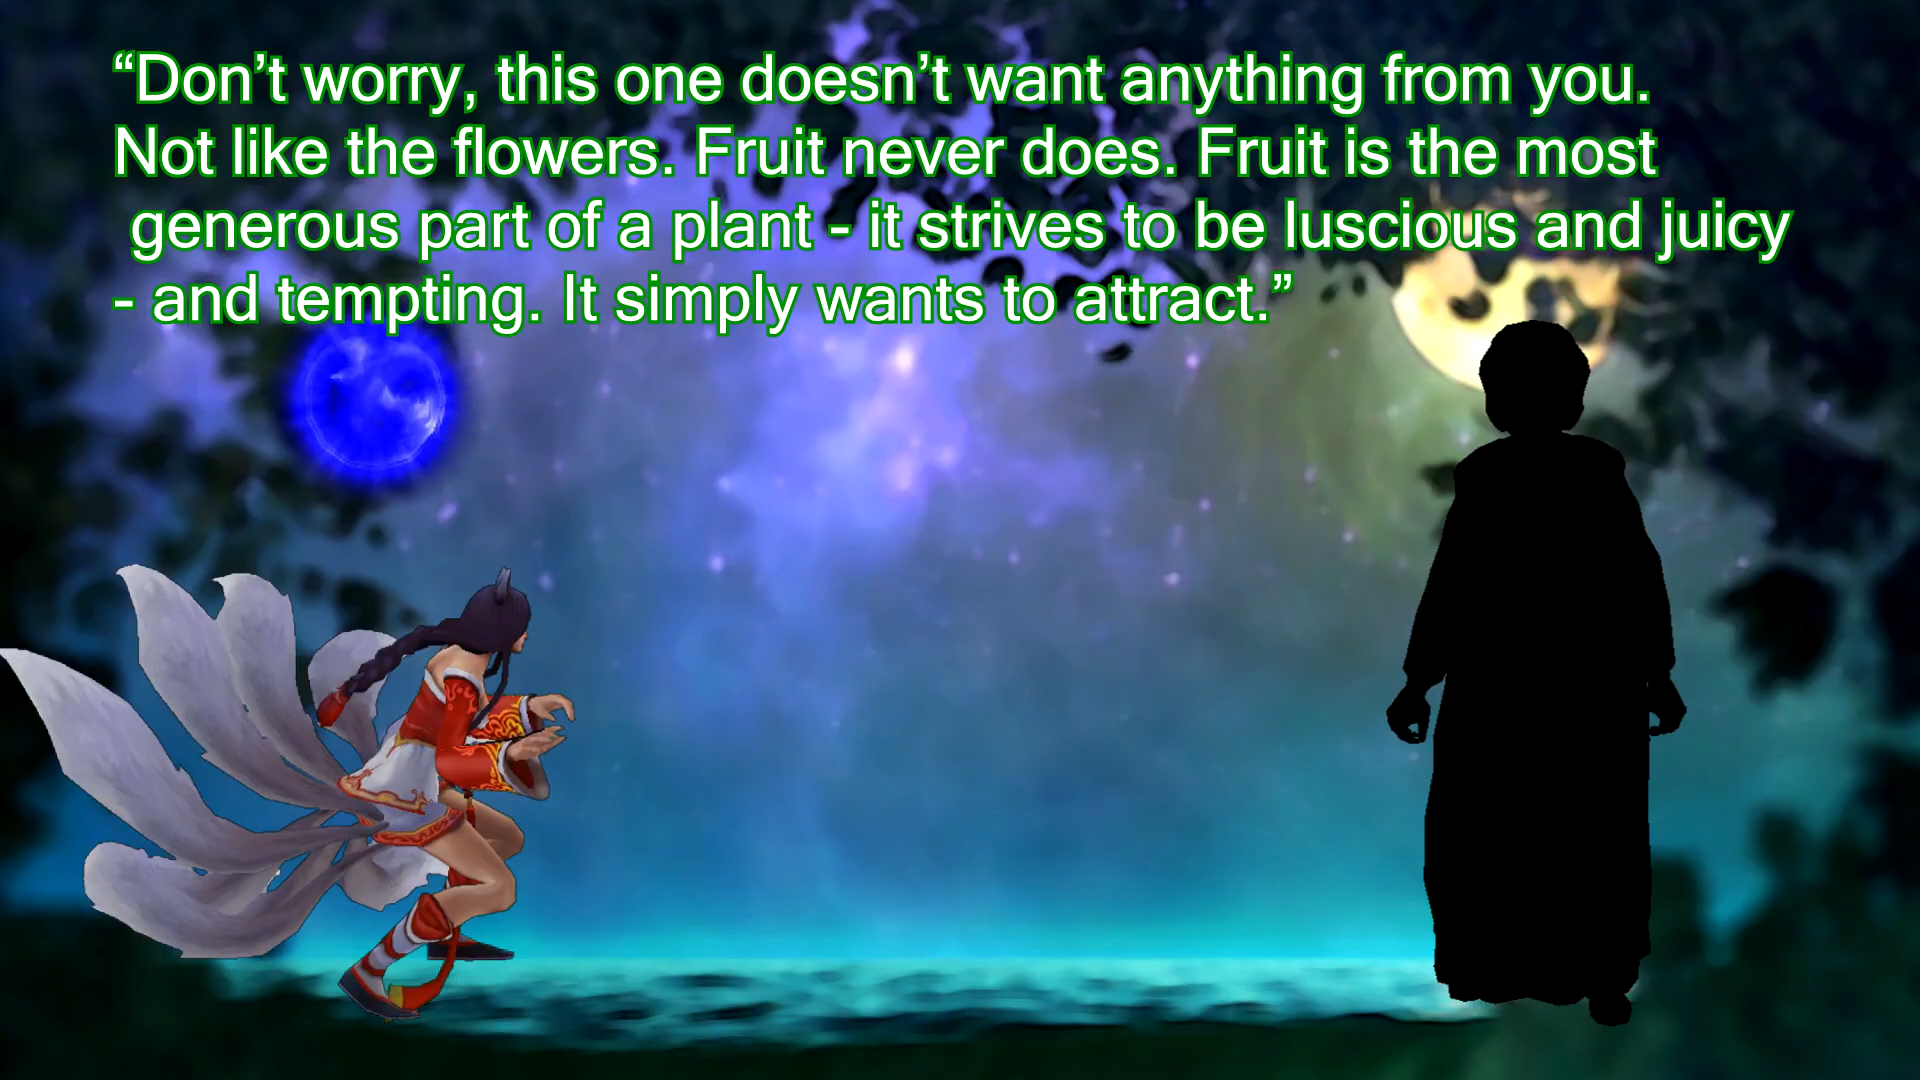 “Don’t worry, this one doesn’t want anything from you.
Not like the flowers. Fruit never does. Fruit is the most
generous part of a plant - it strives to be luscious and juicy
- and tempting. It simply wants to attract.”